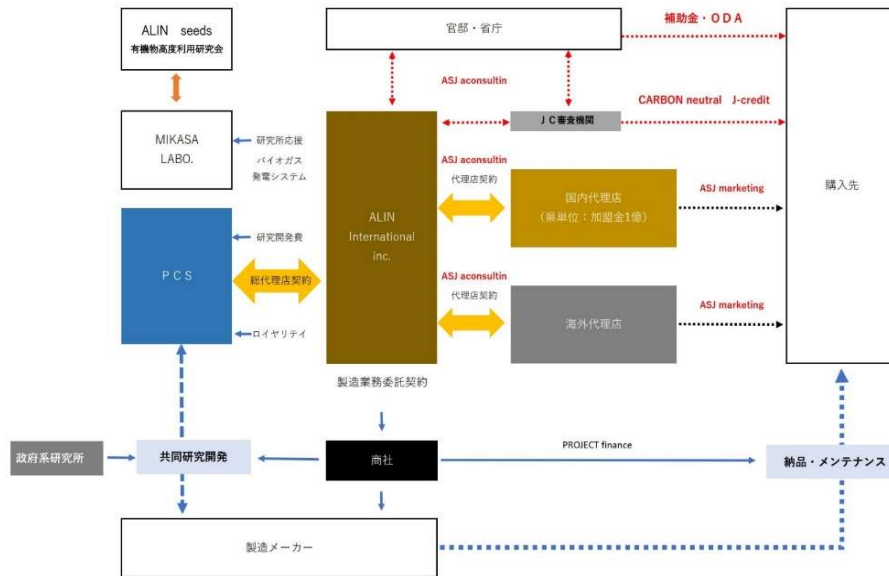 ALIN seeds
有機物高度利用研究会
官邸・省庁
補助金・ODA
購入先
ASJ aconsultin
CARBON neutral J-credit
JC審査機関
MIKASA
LABO.
研究所応援
バイオガス
発電システム
ALIN
International
inc.
ASJ aconsultin
代理店契約
国内代理店
(県単位：加盟金1億)
ASJ marketing
PCS
研究開発費
総代理店契約
ロイヤリテイ
ASJ aconsultin
代理店契約
海外代理店
ASJ marketing
製造業務委託契約
政府系研究所
共同研究開発
商社
PROJECT finance
納品・メンテナンス
製造メーカー